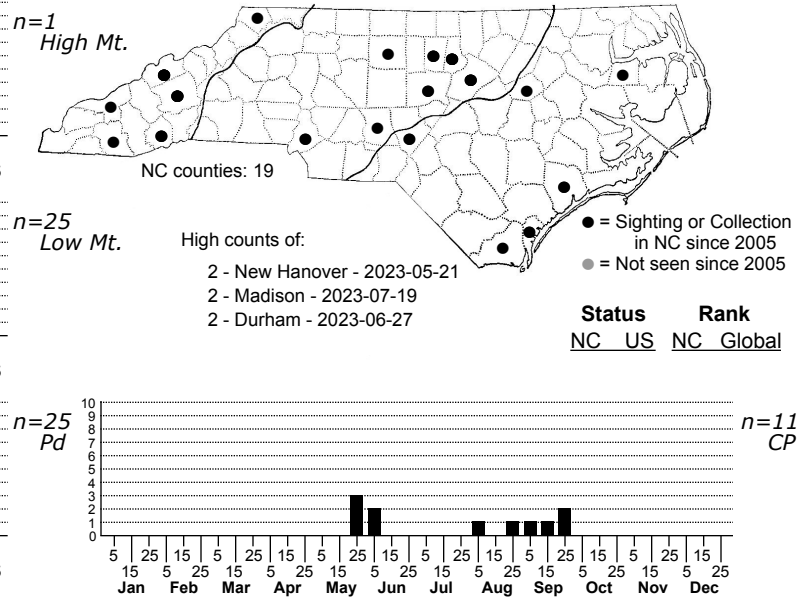 n=1
High Mt.
NC counties: 19
n=25
Low Mt.
High counts of:
2 - New Hanover - 2023-05-21
2 - Madison - 2023-07-19
2 - Durham - 2023-06-27
= Sighting or Collection
in NC since 2005
= Not seen since 2005
Status Rank
NC US NC Global
n=25
Pd
n=11
CP
10
9
8
7
6
5
4
3
2
1
0
5 25 15 5 25 15 5 25 15 5 25 15 5 25 15 5 25 15
15 5 25 15 5 25 15 5 25 15 5 25 15 5 25 15 5 25
Jan Feb Mar Apr May Jun Jul Aug Sep Oct Nov Dec